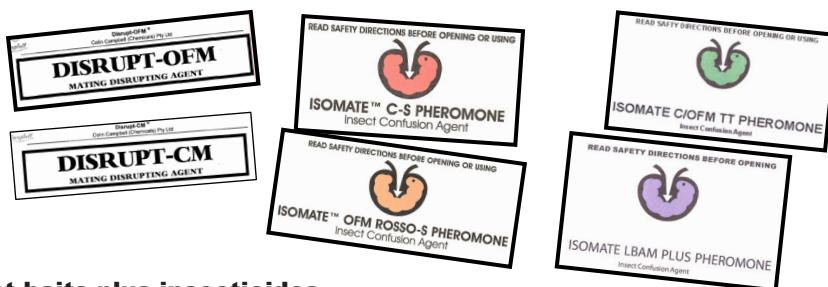 Disrupt-OFM®
Colin Campbell (Chemicals) Pty Ltd
DISRUPT-OFM
MATING DISRUPTING AGENT
Disrupt-CM®
Colin Campbell (Chemicals) Pty Ltd
DISRUPT-CM
MATING DISRUPTING AGENT
READ SAFETY DIRECTIONS BEFORE OPENING OR USING
ISOMATE™ C-S PHEROMONE
Insect Confusion Agent
READ SAFETY DIRECTIONS BEFORE OPENING OR USING
ISOMATE™ OFM ROSSO-S PHEROMONE
Insect Confusion Agent
READ SAFTY DIRECTIONS BEFORE OPENING OR USING
ISOMATE C/OFM TT PHEROMONE
Insect Confusion Agent
READ SAFETY DIRECTIONS BEFORE OPENING
ISOMATE LBAM PLUS PHEROMONE
Insect Confusion Agent
baits plus insecticides